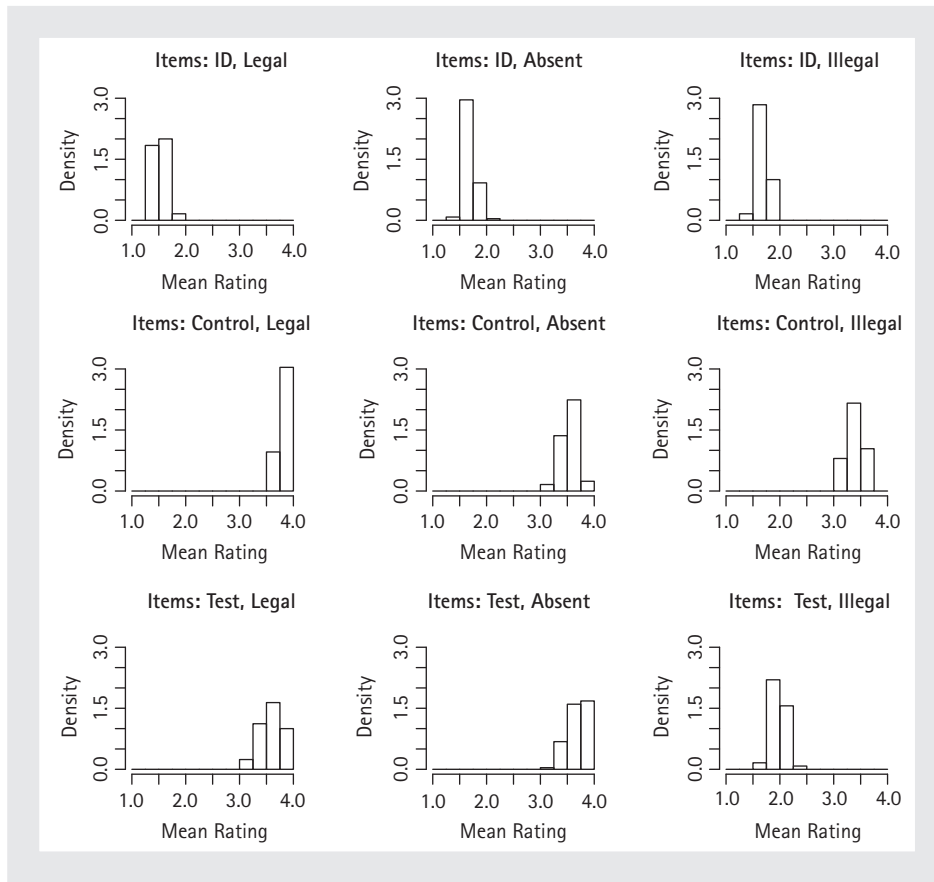 Items: ID, Legal
Density
0.0 1.5 3.0
1.0 2.0 3.0 4.0
Mean Rating
Items: ID, Absent
Density
0.0 1.5 3.0
1.0 2.0 3.0 4.0
Mean Rating
Items: ID, Illegal
Density
0.0 1.5 3.0
1.0 2.0 3.0 4.0
Mean Rating
Items: Control, Legal
Density
0.0 1.5 3.0
1.0 2.0 3.0 4.0
Mean Rating
Items: Control, Absent
Density
0.0 1.5 3.0
1.0 2.0 3.0 4.0
Mean Rating
Items: Control, Illegal
Density
0.0 1.5 3.0
1.0 2.0 3.0 4.0
Mean Rating
Items: Test, Legal
Density
0.0 1.5 3.0
1.0 2.0 3.0 4.0
Mean Rating
Items: Test, Absent
Density
0.0 1.5 3.0
1.0 2.0 3.0 4.0
Mean Rating
Items: Test, Illegal
Density
0.0 1.5 3.0
1.0 2.0 3.0 4.0
Mean Rating